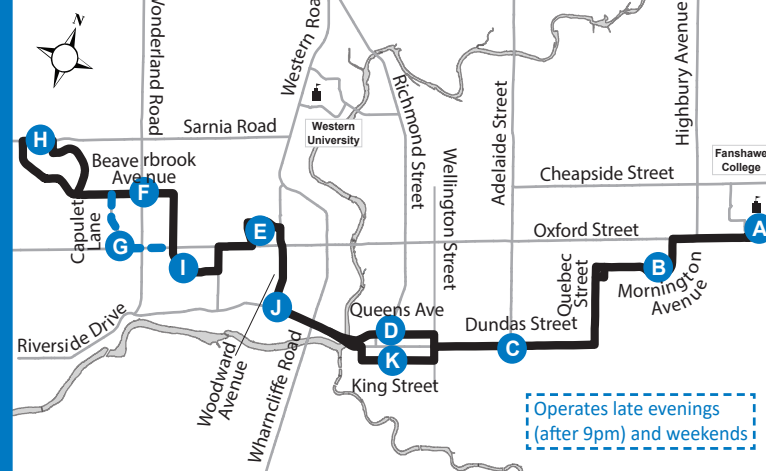 N
Wonderland Road
Western Road
Highbury Avenue
Richmond Street
Adelaide Street
Sarnia Road
Western
University
Fanshawe
College
H
Beaverbrook
Avenue
Wellington Street
Cheapside Street
F
Capulet
Lane
A
Oxford Street
E
G
I
B
Quebec
Street
Mornington
Avenue
J
Queens Ave
D
Dundas Street
C
Riverside Drive
K
King Street
Woodward
Avenue
Wharncliffe Road
Operates late evenings
(after 9pm) and weekends